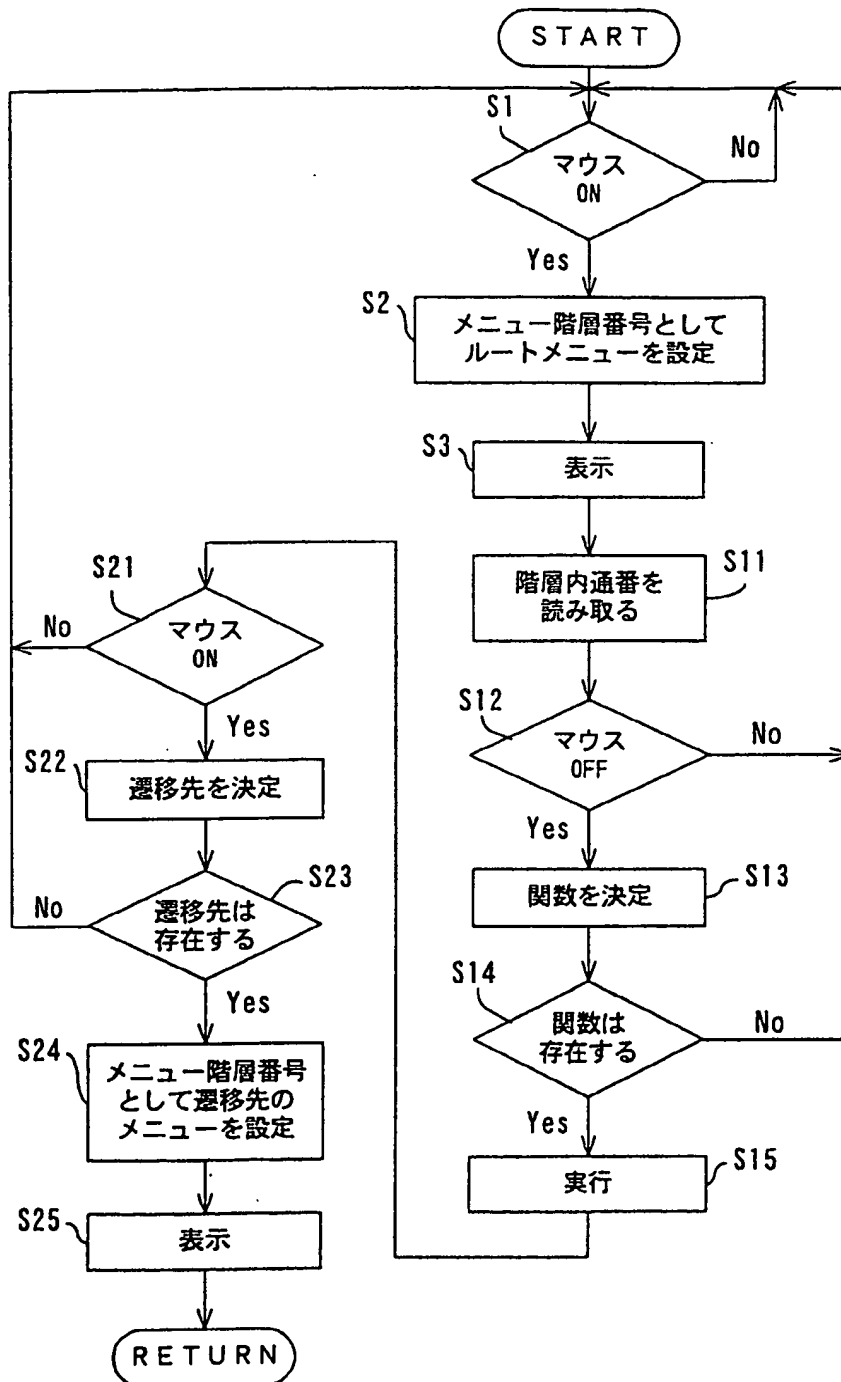 START
S1
マウス
ON
No
Yes
S2
メニュー階層番号として
ルートメニューを設定
S3
表示
S11
階層内通番を
読み取る
S12
マウス
OFF
No
Yes
S13
関数を決定
S14
関数は
存在する
No
Yes
S15
実行
S21
マウス
ON
No
Yes
S22
遷移先を決定
S23
遷移先は
存在する
No
Yes
S24
メニュー階層番号
として遷移先の
メニューを設定
S25
表示
RETURN